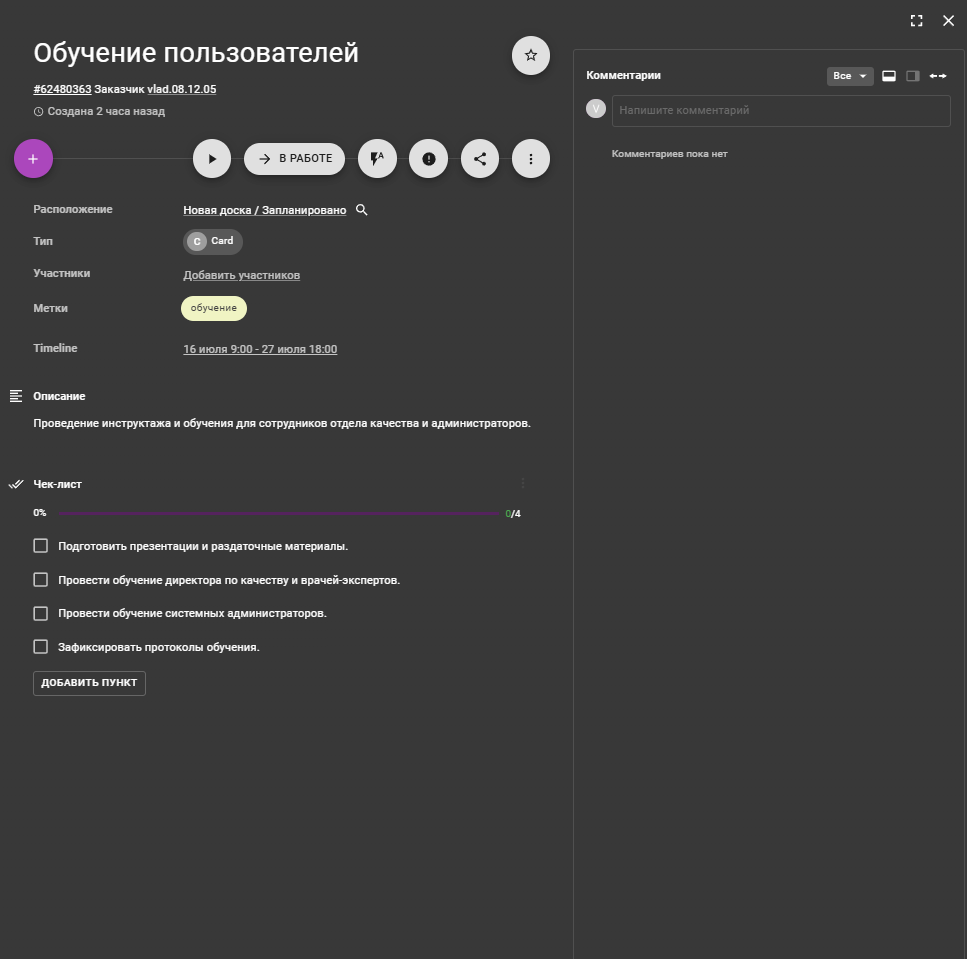 Обучение пользователей
#62480363 Заказчик vlad.08.12.05
Создана 2 часа назад
В РАБОТЕ
A
Расположение
Новая доска / Запланировано
Тип
C Card
Участники
Добавить участников
Метки
обучение
Timeline
16 июля 9:00 - 27 июля 18:00
Описание
Проведение инструктажа и обучения для сотрудников отдела качества и администраторов.
Чек-лист
0%
0/4
Подготовить презентации и раздаточные материалы.
Провести обучение директора по качеству и врачей-экспертов.
Провести обучение системных администраторов.
Зафиксировать протоколы обучения.
ДОБАВИТЬ ПУНКТ
Комментарии
Все
V
Напишите комментарий
Комментариев пока нет